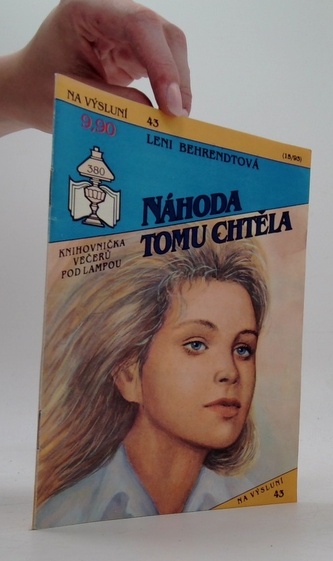 NA VÝSLUNÍ 43
9,90
LENI BEHRENDTOVÁ
(18/95)
380
NÁHODA
TOMU CHTĚLA
KNIHOVNIČKA
VEČERŮ
POD LAMPOU
NA VÝSLUNÍ
43